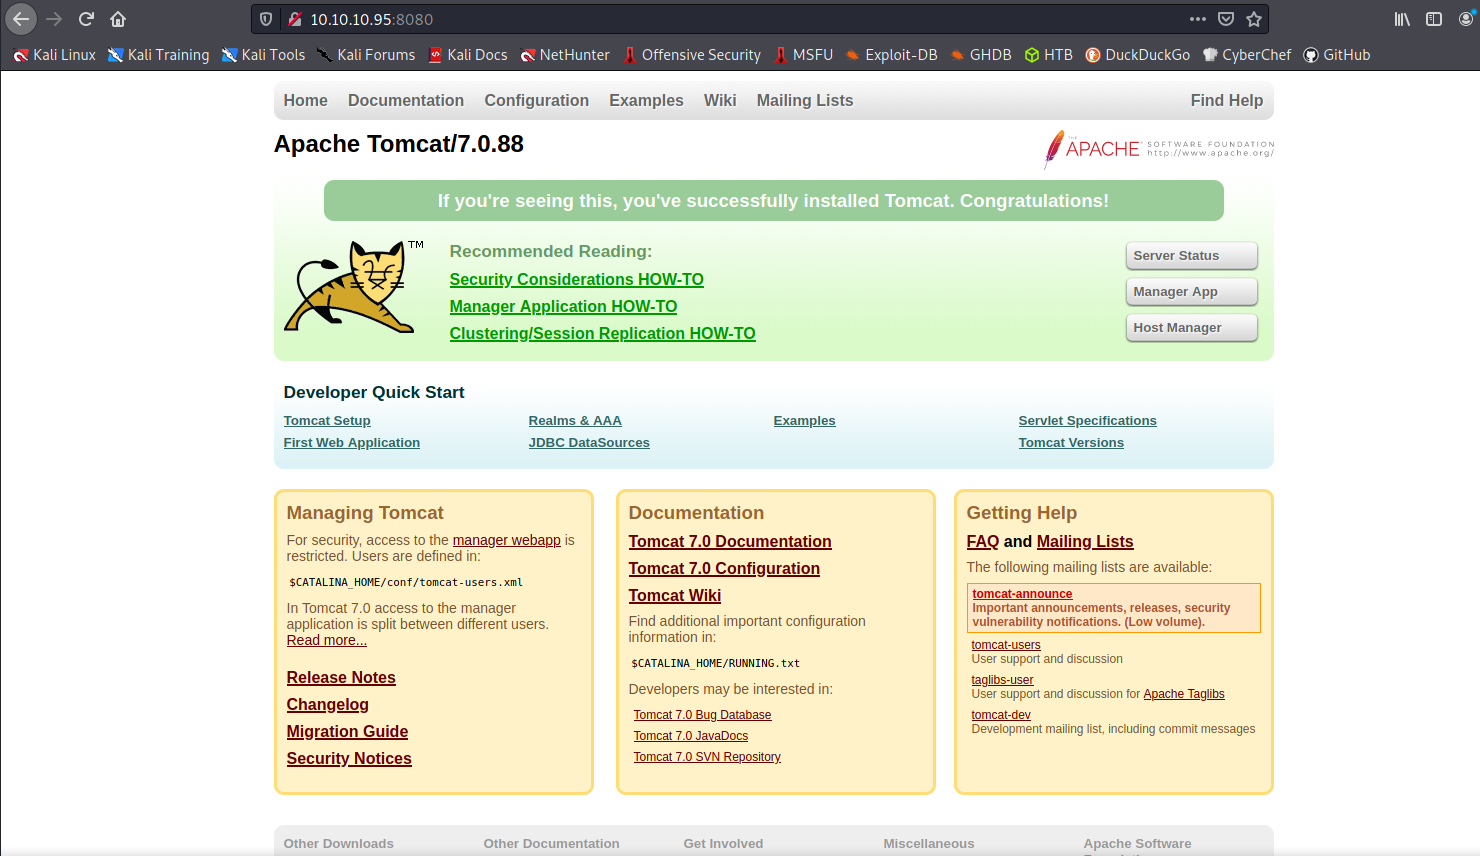 10.10.10.95:8080
Kali Linux Kali Training Kali Tools Kali Forums Kali Docs NetHunter Offensive Security MSFU Exploit-DB GHDB HTB DuckDuckGo CyberChef GitHub
Home Documentation Configuration Examples Wiki Mailing Lists Find Help
Apache Tomcat/7.0.88
THE
APACHE SOFTWARE FOUNDATION
http://www.apache.org/
If you're seeing this, you've successfully installed Tomcat. Congratulations!
TM
Recommended Reading:
Security Considerations HOW-TO
Manager Application HOW-TO
Clustering/Session Replication HOW-TO
Server Status
Manager App
Host Manager
Developer Quick Start
Tomcat Setup
First Web Application
Realms & AAA
JDBC DataSources
Examples
Servlet Specifications
Tomcat Versions
Managing Tomcat
For security, access to the manager webapp is
restricted. Users are defined in:
$CATALINA_HOME/conf/tomcat-users.xml
In Tomcat 7.0 access to the manager
application is split between different users.
Read more...
Release Notes
Changelog
Migration Guide
Security Notices
Documentation
Tomcat 7.0 Documentation
Tomcat 7.0 Configuration
Tomcat Wiki
Find additional important configuration
information in:
$CATALINA_HOME/RUNNING.txt
Developers may be interested in:
Tomcat 7.0 Bug Database
Tomcat 7.0 JavaDocs
Tomcat 7.0 SVN Repository
Getting Help
FAQ and Mailing Lists
The following mailing lists are available:
tomcat-announce
Important announcements, releases, security
vulnerability notifications. (Low volume).
tomcat-users
User support and discussion
taglibs-user
User support and discussion for Apache Taglibs
tomcat-dev
Development mailing list, including commit messages
Other Downloads
Other Documentation
Get Involved
Miscellaneous
Apache Software